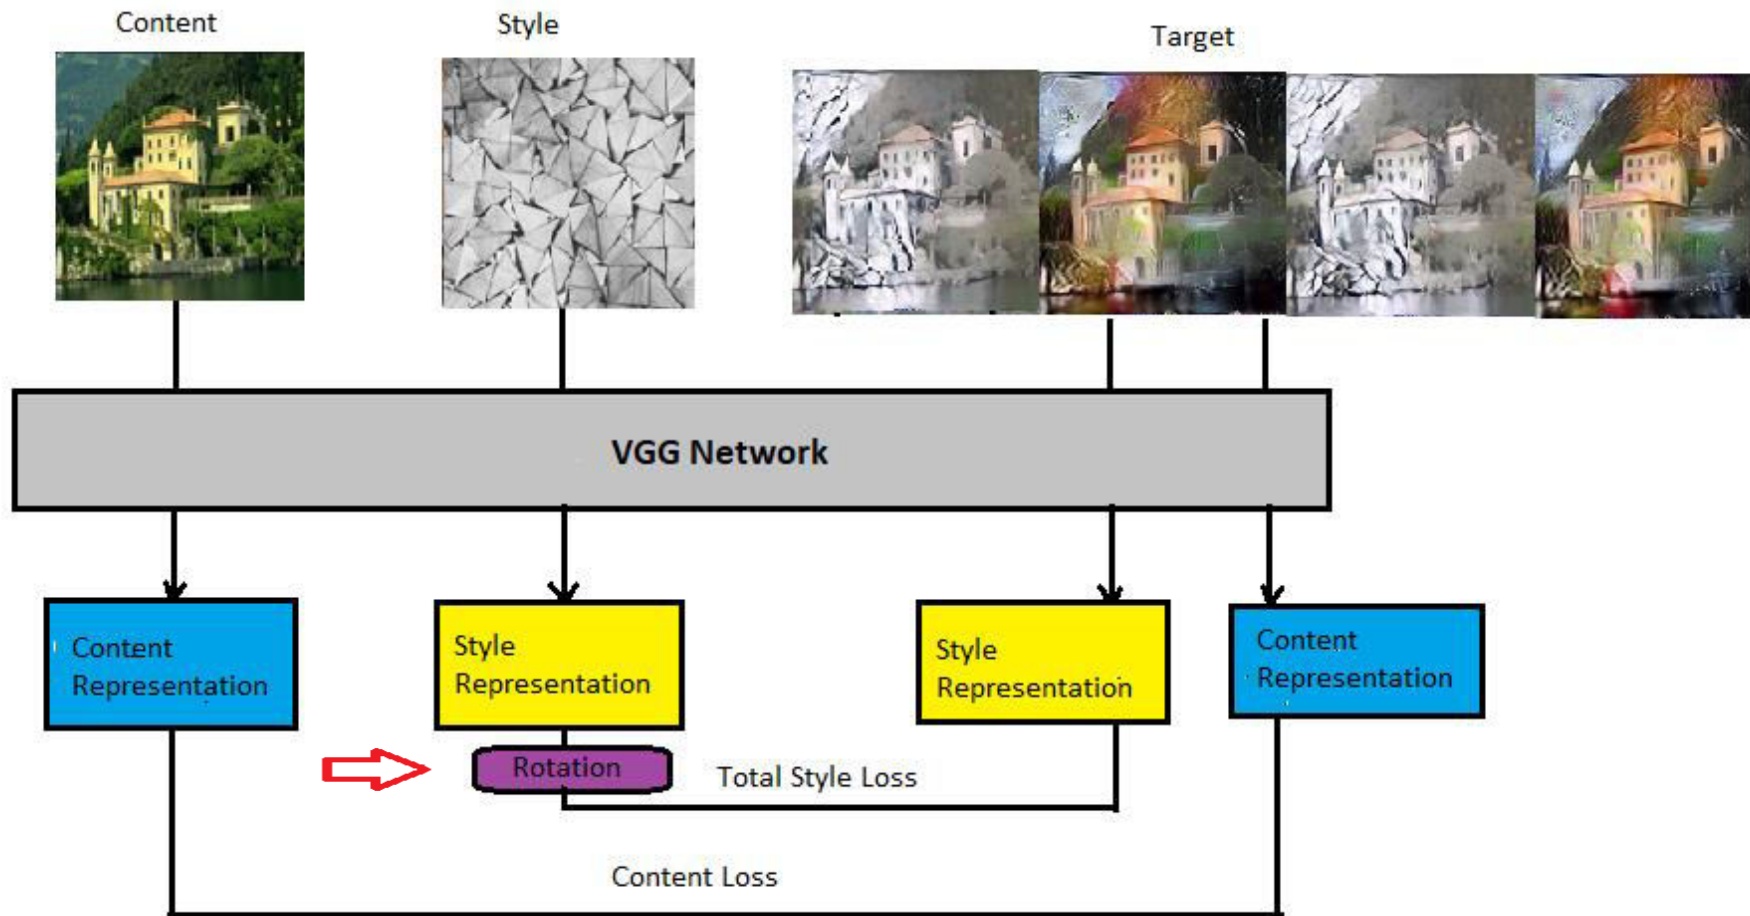 Content
Style
Target
VGG Network
Content
Representation
Style
Representation
Style
Representation
Content
Representation
Rotation
Total Style Loss
Content Loss